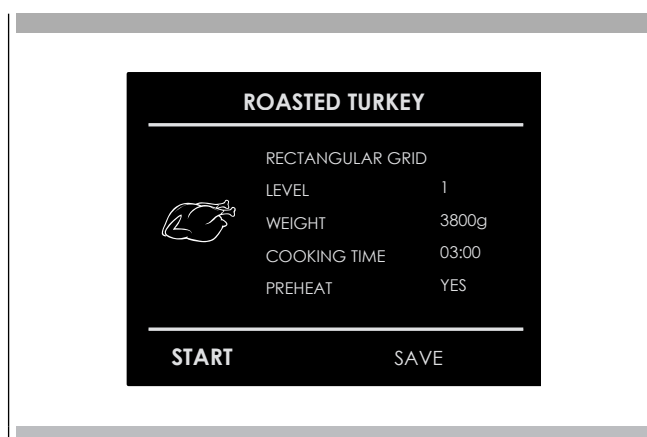 ROASTED TURKEY
RECTANGULAR GRID
LEVEL 1
WEIGHT 3800g
COOKING TIME 03:00
PREHEAT YES
START SAVE